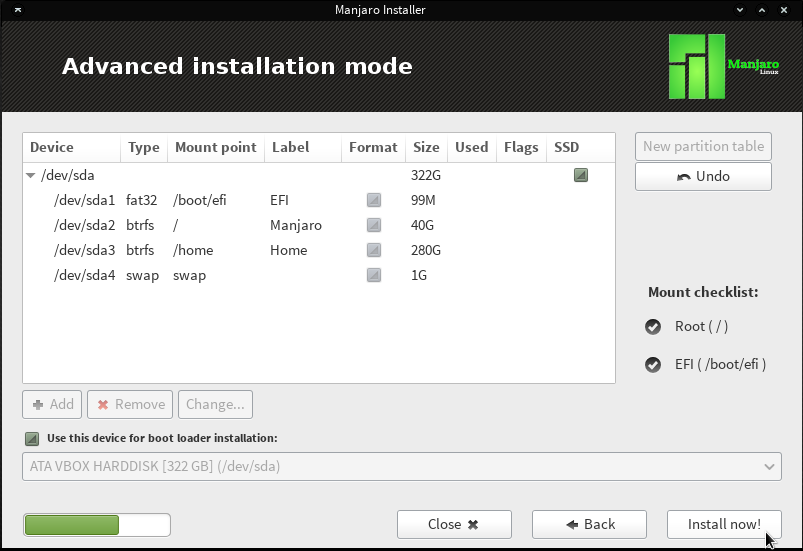 Manjaro Installer
Advanced installation mode
Manjaro
Linux
Device Type Mount point Label Format Size Used Flags SSD
/dev/sda 322G
/dev/sda1 fat32 /boot/efi EFI 99M
/dev/sda2 btrfs / Manjaro 40G
/dev/sda3 btrfs /home Home 280G
/dev/sda4 swap swap 1G
New partition table
Undo
Mount checklist:
Root ( / )
EFI ( /boot/efi )
Add Remove Change...
Use this device for boot loader installation:
ATA VBOX HARDDISK [322 GB] (/dev/sda)
Close Back Install now!